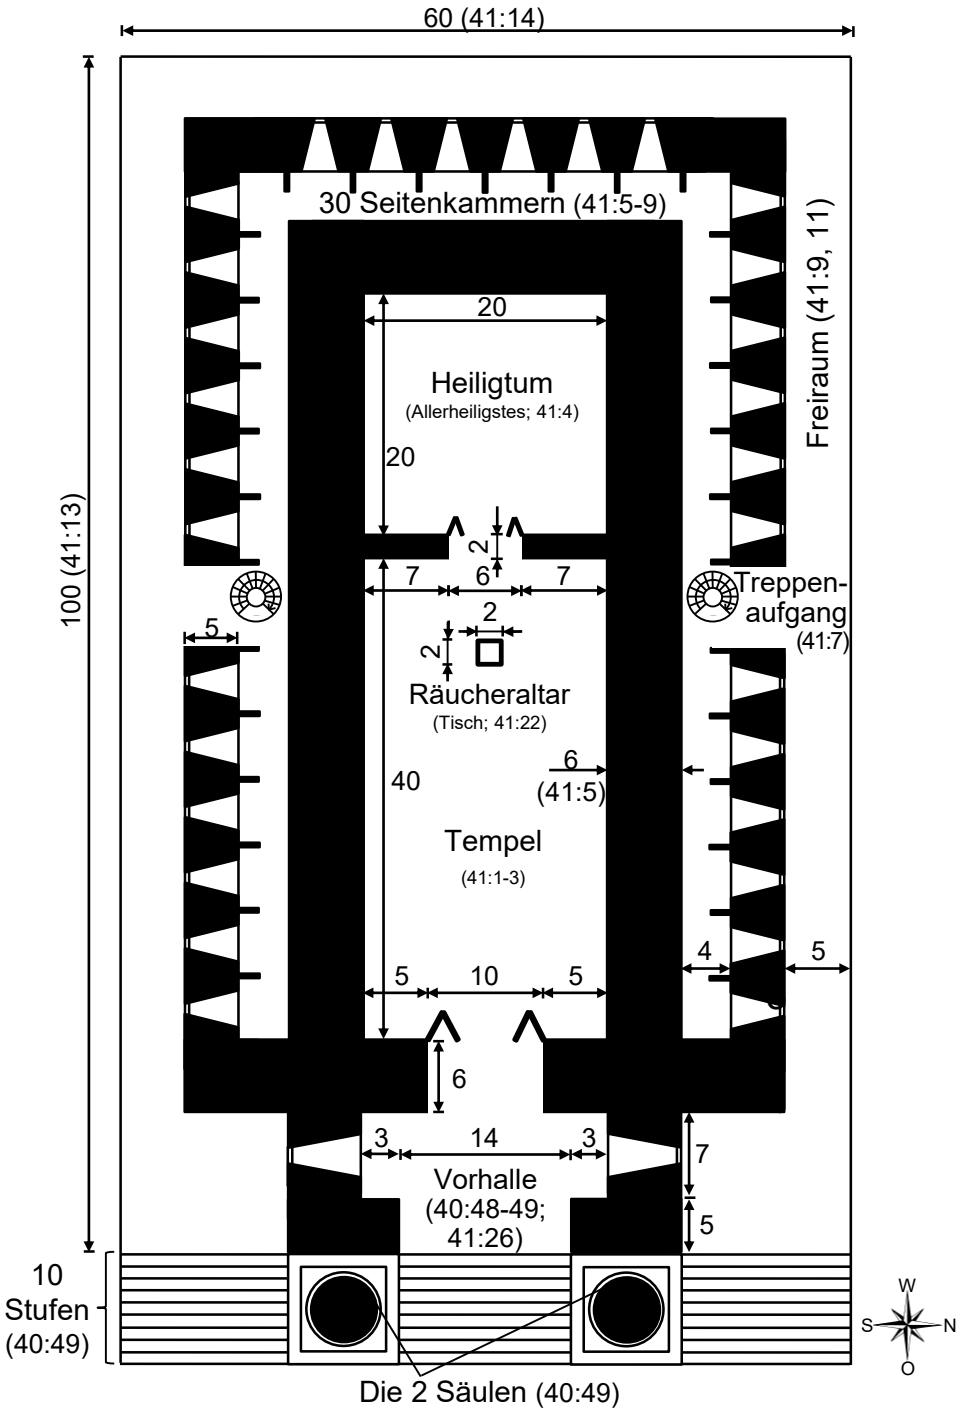 60 (41:14)
30 Seitenkammern (41:5-9)
Freiraum (41:9, 11)
20
Heiligtum
(Allerheiligstes; 41:4)
20
100 (41:13)
2
7 6 7
Treppen-
aufgang
(41:7)
5
2
2
Räucheraltar
(Tisch; 41:22)
6
(41:5)
40
Tempel
(41:1-3)
4 5
5 10 5
6
3 14 3
7
Vorhalle
(40:48-49;
41:26)
5
10
Stufen
(40:49)
W
S N
O
Die 2 Säulen (40:49)